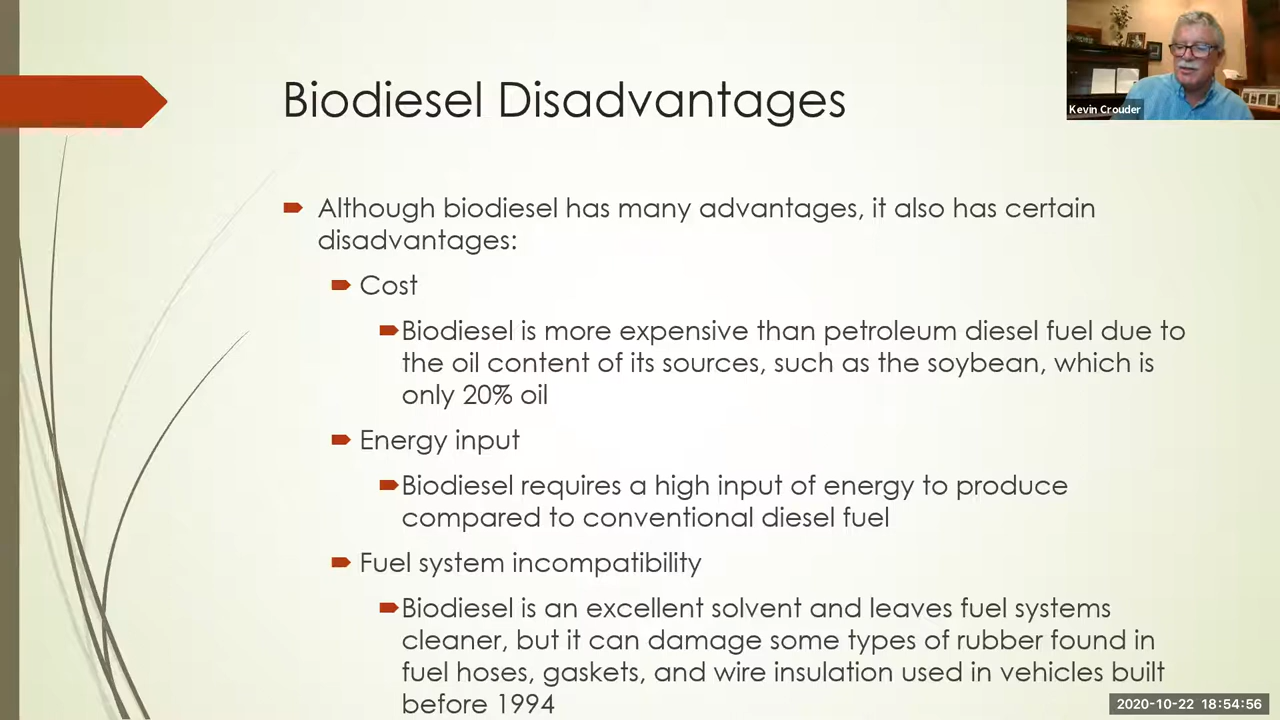 Biodiesel Disadvantages
Kevin Crouder
Although biodiesel has many advantages, it also has certain
disadvantages:
Cost
Biodiesel is more expensive than petroleum diesel fuel due to
the oil content of its sources, such as the soybean, which is
only 20% oil
Energy input
Biodiesel requires a high input of energy to produce
compared to conventional diesel fuel
Fuel system incompatibility
Biodiesel is an excellent solvent and leaves fuel systems
cleaner, but it can damage some types of rubber found in
fuel hoses, gaskets, and wire insulation used in vehicles built
before 1994
2020-10-22 18:54:56